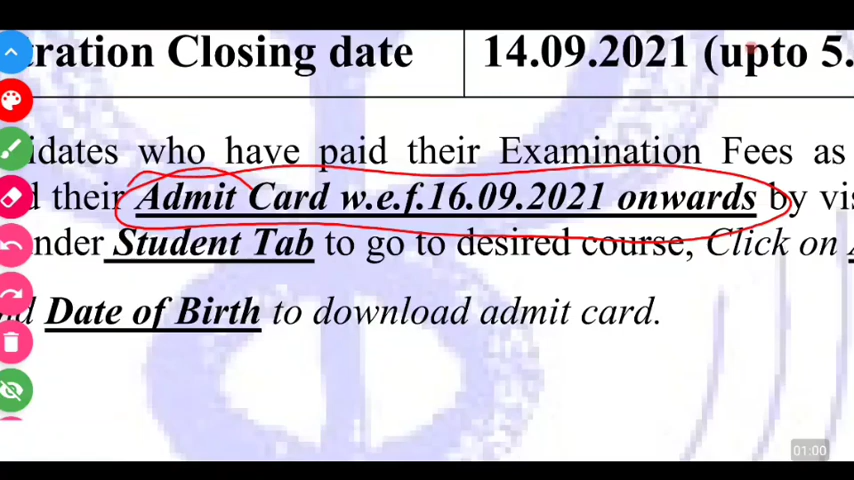 tration Closing date 14.09.2021 (upto 5.
idates who have paid their Examination Fees as
d their Admit Card w.e.f.16.09.2021 onwards by vis
nder Student Tab to go to desired course, Click on
Date of Birth to download admit card.
01:00